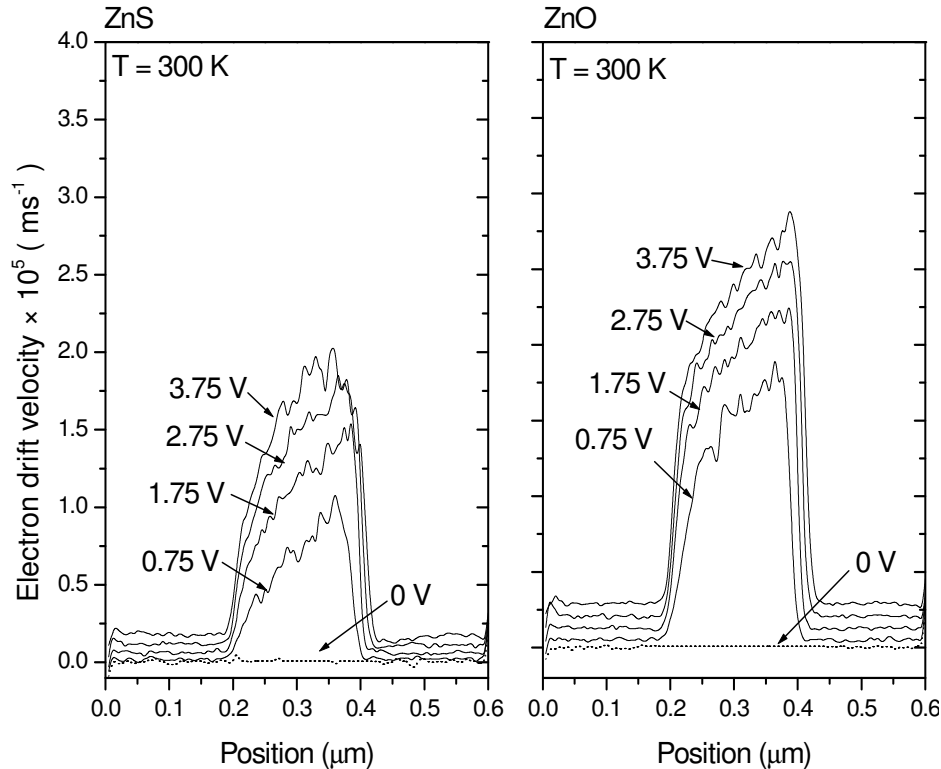 ZnS
ZnO
T = 300 K
T = 300 K
Electron drift velocity × 10⁵ ( ms⁻¹ )
4.0
3.5
3.0
2.5
2.0
1.5
1.0
0.5
0.0
3.75 V
2.75 V
1.75 V
0.75 V
0 V
3.75 V
2.75 V
1.75 V
0.75 V
0 V
0.0 0.1 0.2 0.3 0.4 0.5 0.6
0.0 0.1 0.2 0.3 0.4 0.5 0.6
Position (μm)
Position (μm)